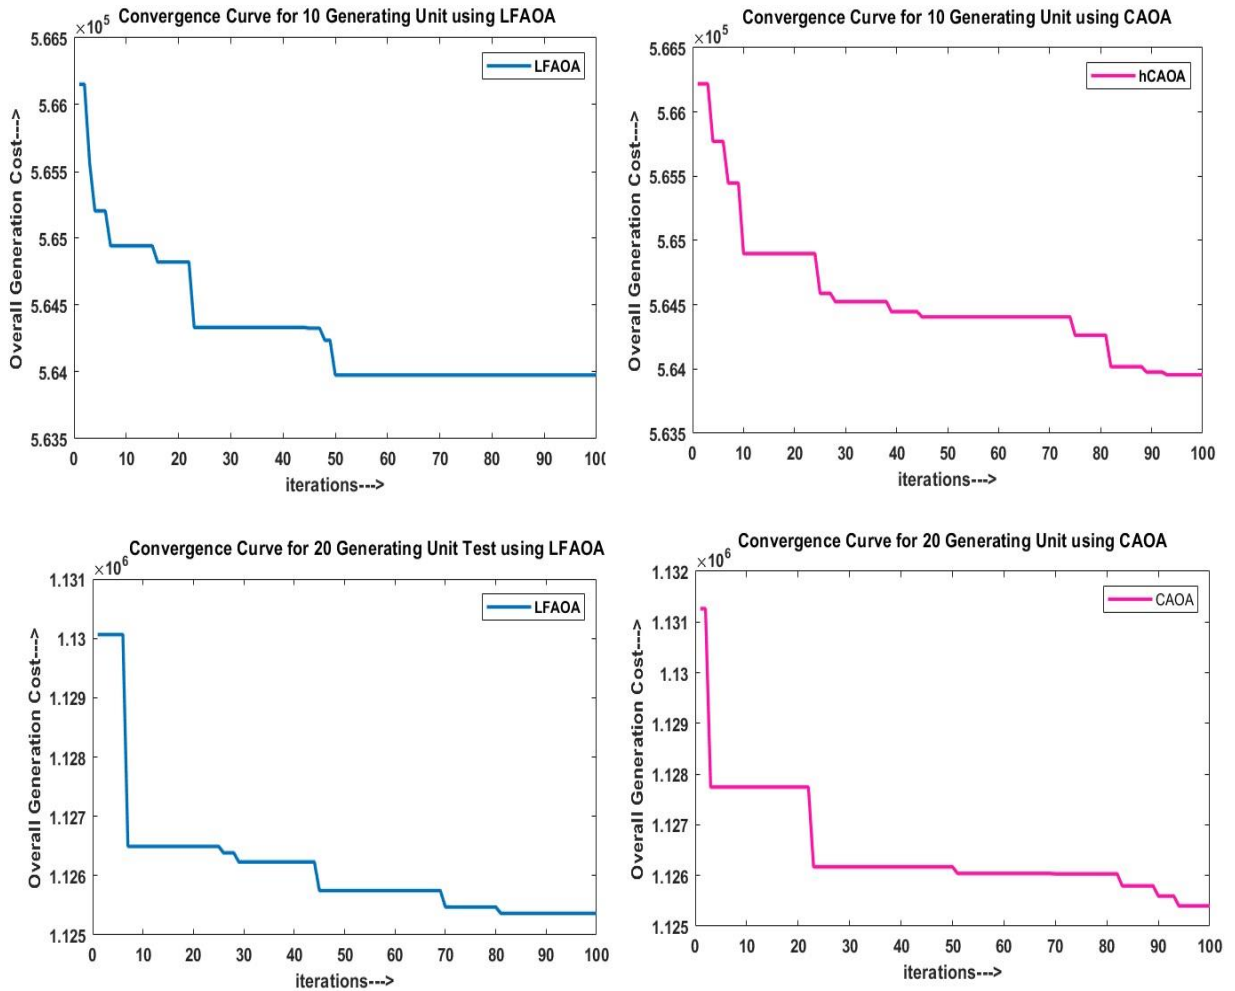 Convergence Curve for 10 Generating Unit using LFAOA
×10^5
5.665
5.66
5.655
5.65
5.645
5.64
5.635
Overall Generation Cost--->
LFAOA
0 10 20 30 40 50 60 70 80 90 100
iterations--->
Convergence Curve for 10 Generating Unit using CAOA
×10^5
5.665
5.66
5.655
5.65
5.645
5.64
5.635
Overall Generation Cost--->
hCAOA
0 10 20 30 40 50 60 70 80 90 100
iterations--->
Convergence Curve for 20 Generating Unit Test using LFAOA
×10^6
1.131
1.13
1.129
1.128
1.127
1.126
1.125
Overall Generation Cost--->
LFAOA
0 10 20 30 40 50 60 70 80 90 100
iterations--->
Convergence Curve for 20 Generating Unit using CAOA
×10^6
1.132
1.131
1.13
1.129
1.128
1.127
1.126
1.125
Overall Generation Cost--->
CAOA
0 10 20 30 40 50 60 70 80 90 100
iterations--->